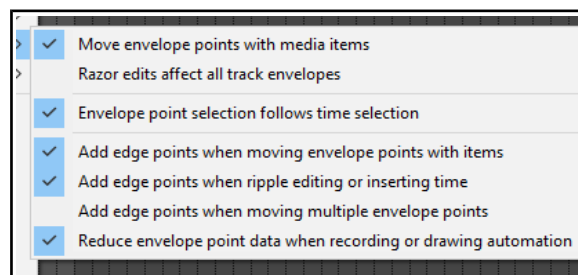 Move envelope points with media items
Razor edits affect all track envelopes
Envelope point selection follows time selection
Add edge points when moving envelope points with items
Add edge points when ripple editing or inserting time
Add edge points when moving multiple envelope points
Reduce envelope point data when recording or drawing automation